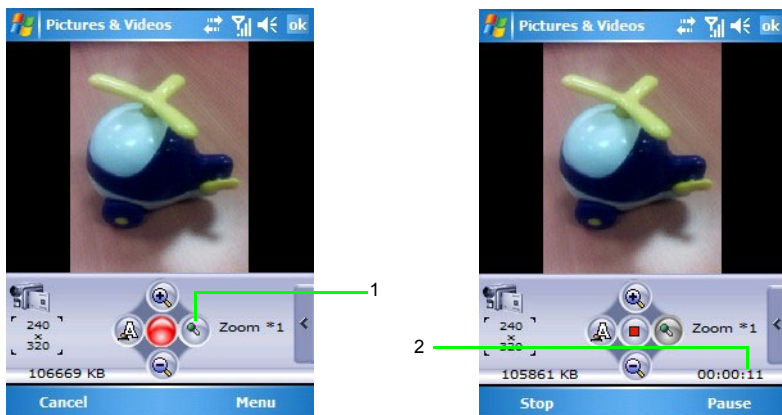 Pictures & Videos
ok
240
×
320
Zoom *1
106669 KB
Cancel
Menu
1
Pictures & Videos
ok
240
×
320
Zoom *1
105861 KB
00:00:11
Stop
Pause
2